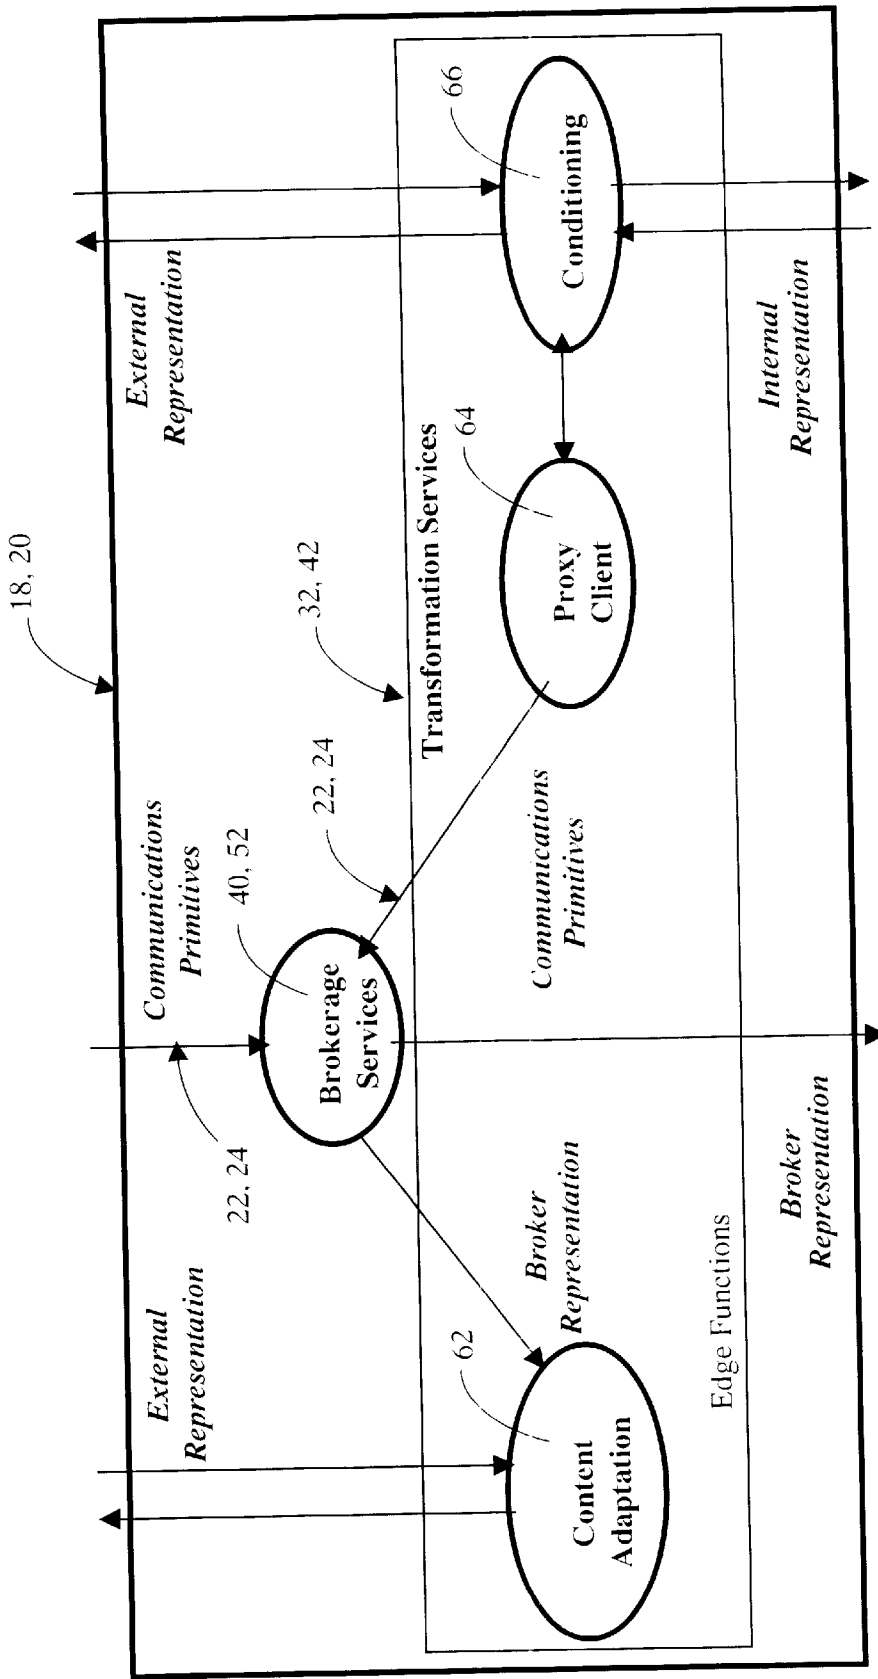 18, 20
External
Representation
Communications
Primitives
External
Representation
22, 24
40, 52
22, 24
32, 42
Brokerage
Services
Transformation Services
62
64
66
Broker
Representation
Communications
Primitives
Content
Adaptation
Proxy
Client
Conditioning
Edge Functions
Broker
Representation
Internal
Representation